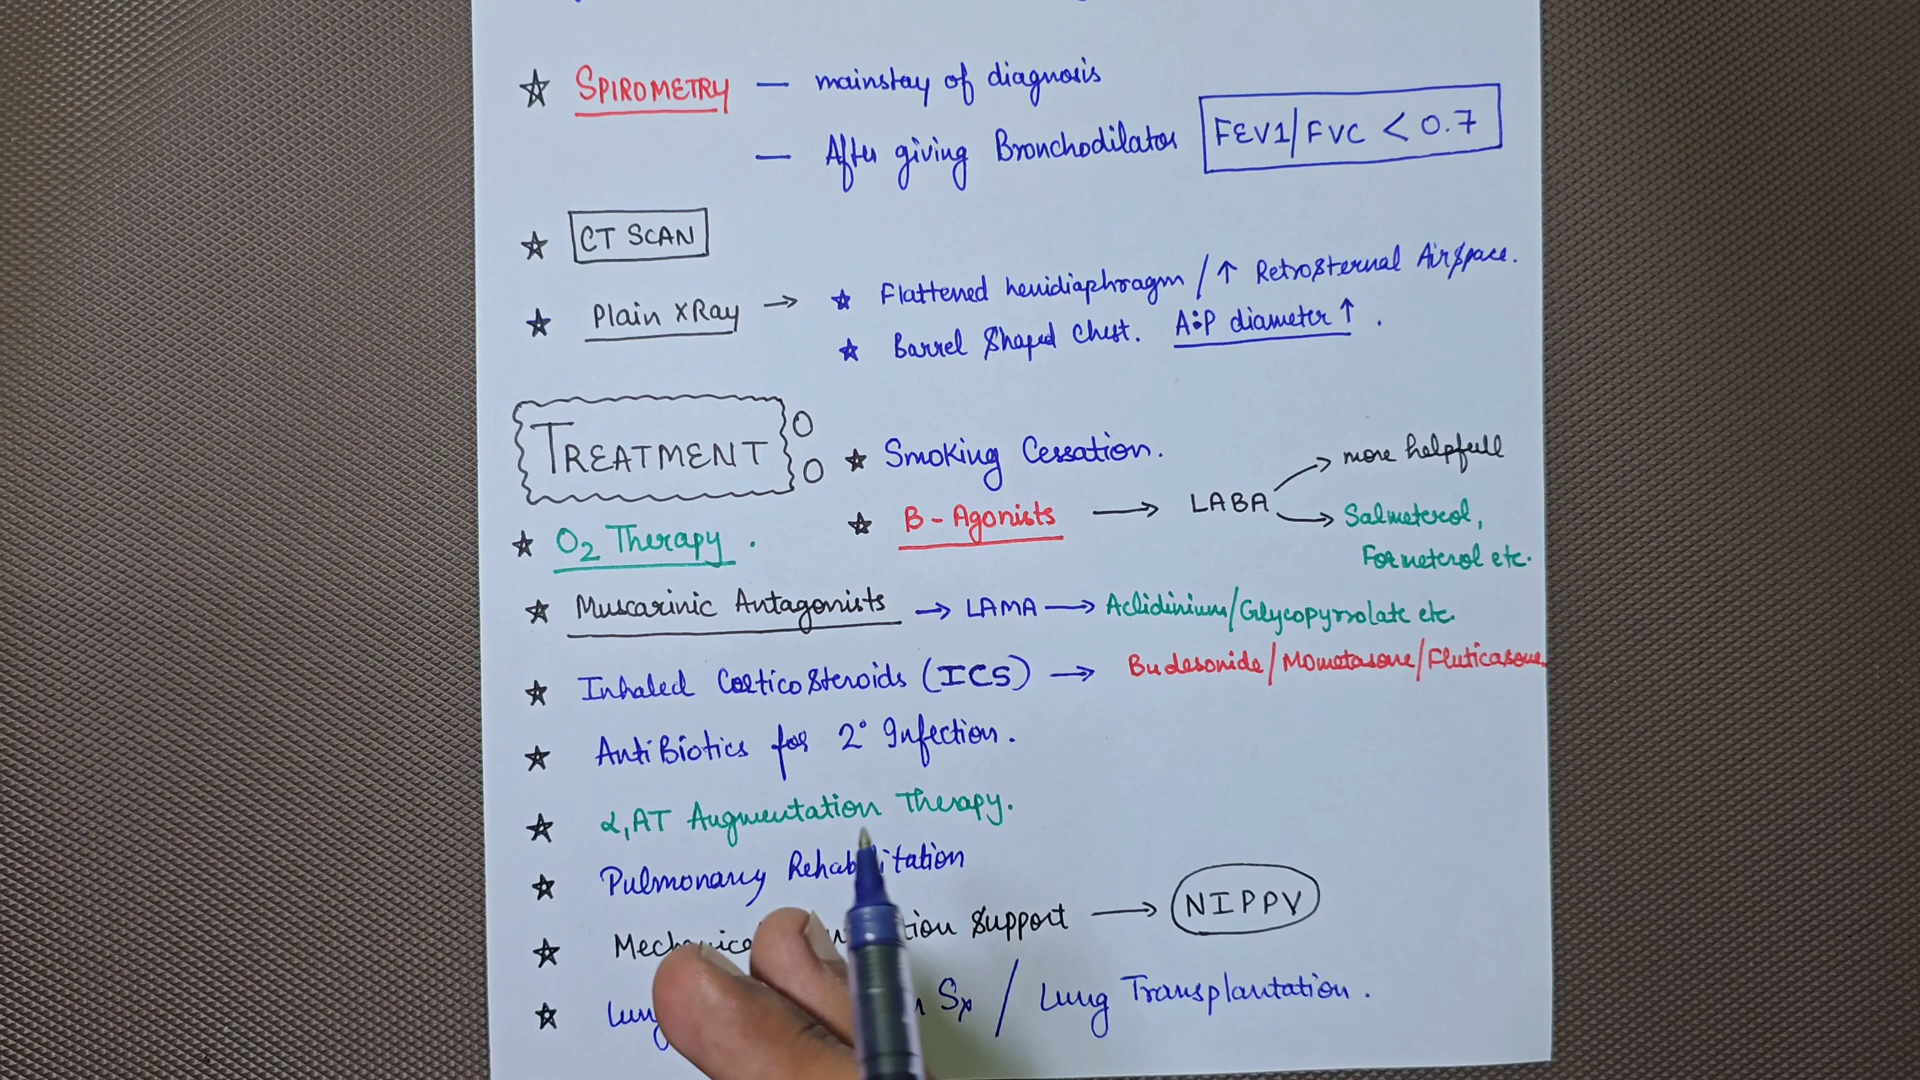 ☆ SPIROMETRY — mainstay of diagnosis
— After giving Bronchodilator FEV1/FVC < 0.7
☆ CT SCAN
☆ Plain XRay → ☆ Flattened hemidiaphragm / ↑ Retrosternal Airspace.
☆ Barrel Shaped Chest. A:P diameter ↑ .
TREATMENT
☆ Smoking Cessation.
☆ O2 Therapy .
☆ B-Agonists → LABA → more helpfull
→ Salmeterol, Formeterol etc.
☆ Muscarinic Antagonists → LAMA → Aclidinium/Glycopyrrolate etc.
☆ Inhaled Corticosteroids (ICS) → Budesonide/Mometasone/Fluticasone
☆ AntiBiotics for 2° Infection.
☆ α1AT Augmentation Therapy.
☆ Pulmonary Rehabilitation
☆ Support → NIPPV
☆ Sx / Lung Transplantation.